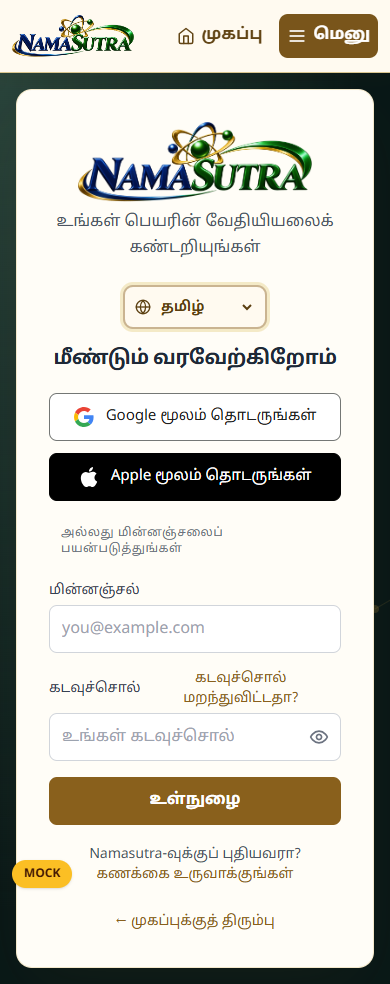 NAMASUTRA
முகப்பு
மெனு
NAMASUTRA
உங்கள் பெயரின் வேதியியலைக்
கண்டறியுங்கள்
தமிழ்
மீண்டும் வரவேற்கிறோம்
Google மூலம் தொடருங்கள்
Apple மூலம் தொடருங்கள்
அல்லது மின்னஞ்சலைப்
பயன்படுத்துங்கள்
மின்னஞ்சல்
you@example.com
கடவுச்சொல்
கடவுச்சொல்
மறந்துவிட்டதா?
உங்கள் கடவுச்சொல்
உள்நுழை
Namasutra-வுக்குப் புதியவரா?
கணக்கை உருவாக்குங்கள்
MOCK
← முகப்புக்குத் திரும்பு